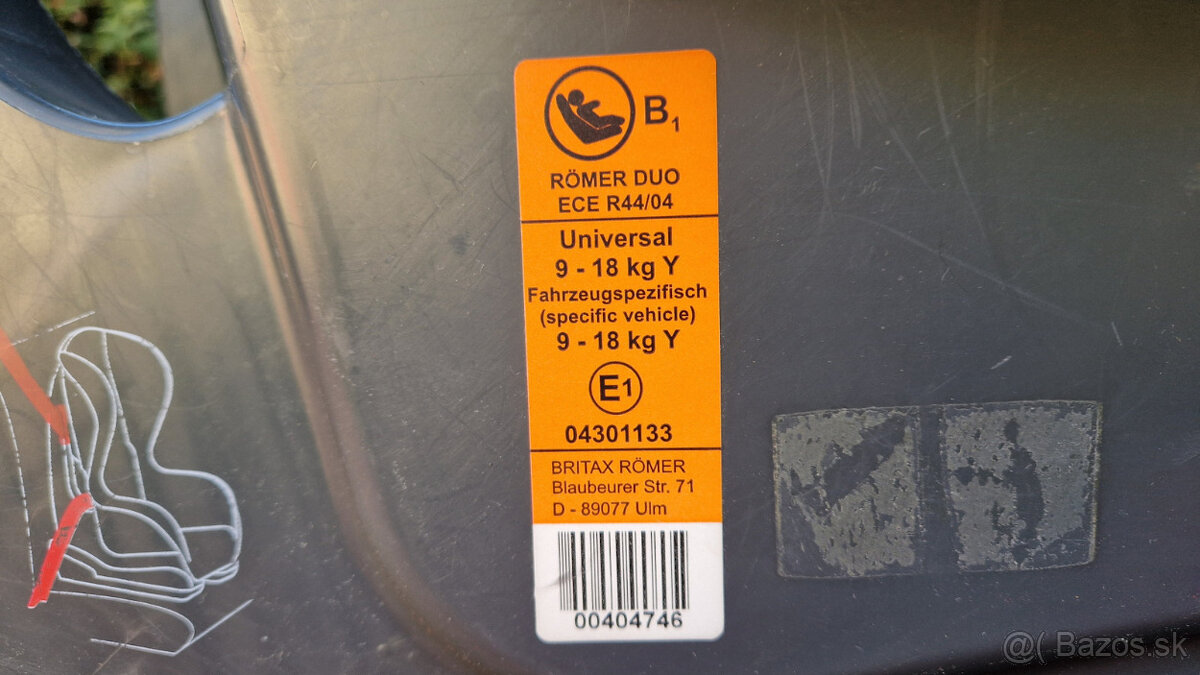 B1
RÖMER DUO
ECE R44/04
Universal
9 - 18 kg Y
Fahrzeugspezifisch
(specific vehicle)
9 - 18 kg Y
E1
04301133
BRITAX RÖMER
Blaubeurer Str. 71
D - 89077 Ulm
00404746
@( Bazos.sk